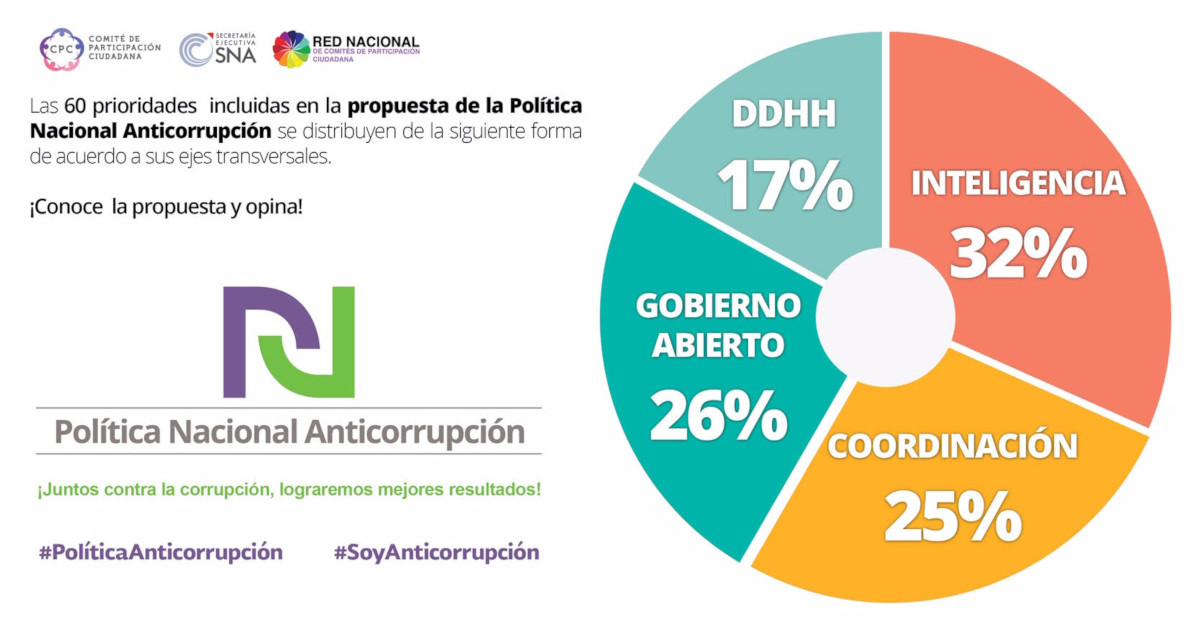 CPC
COMITÉ DE
PARTICIPACIÓN
CIUDADANA
SECRETARÍA
EJECUTIVA
SNA
RED NACIONAL
DE COMITÉS DE PARTICIPACIÓN
CIUDADANA
Las 60 prioridades incluidas en la propuesta de la Política
Nacional Anticorrupción se distribuyen de la siguiente forma
de acuerdo a sus ejes transversales.
¡Conoce la propuesta y opina!
Política Nacional Anticorrupción
¡Juntos contra la corrupción, lograremos mejores resultados!
#PolíticaAnticorrupción #SoyAnticorrupción
DDHH
17%
INTELIGENCIA
32%
GOBIERNO
ABIERTO
26%
COORDINACIÓN
25%